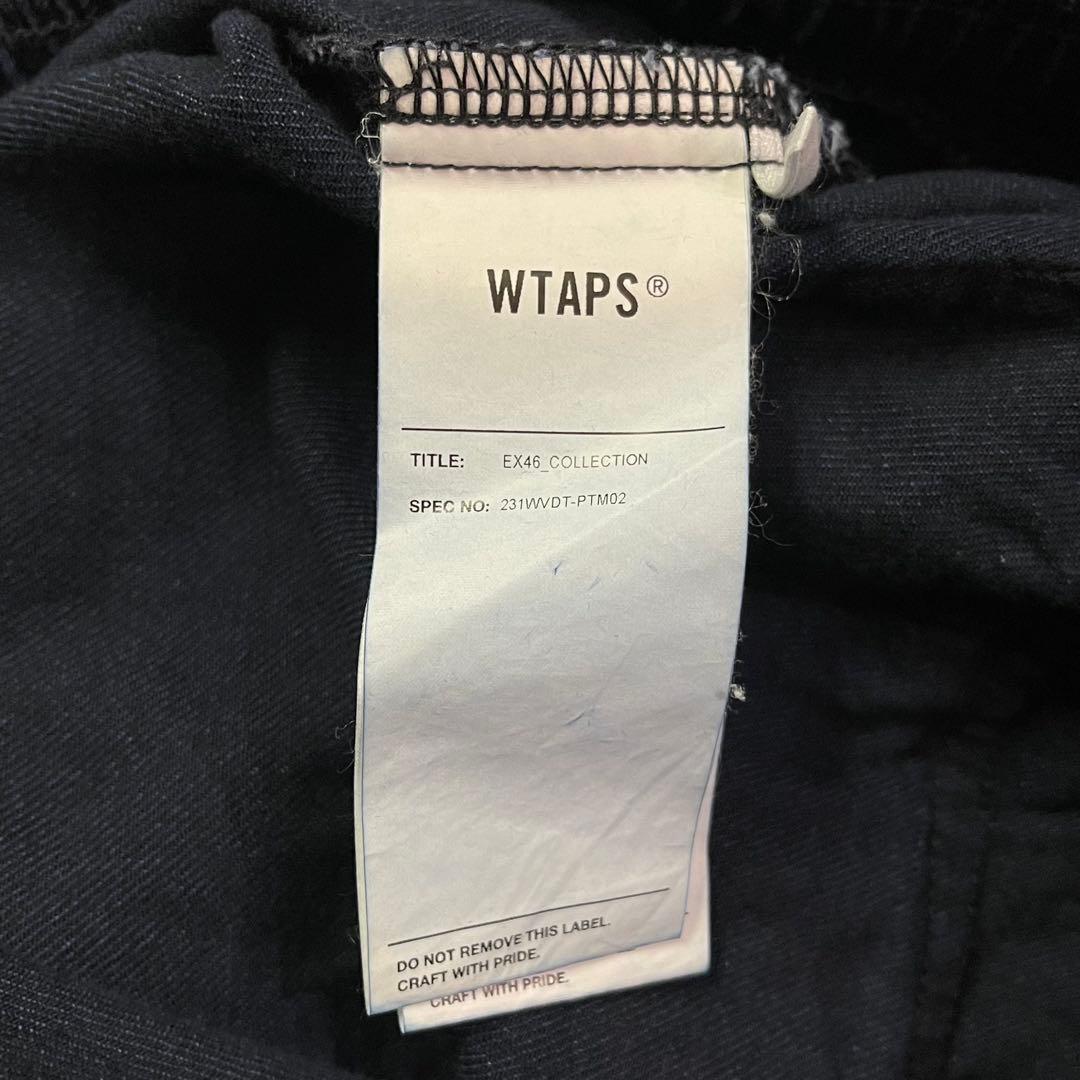 WTAPS®
TITLE: EX46_COLLECTION
SPEC NO: 231WVDT-PTM02
DO NOT REMOVE THIS LABEL.
CRAFT WITH PRIDE.
CRAFT WITH PRIDE.